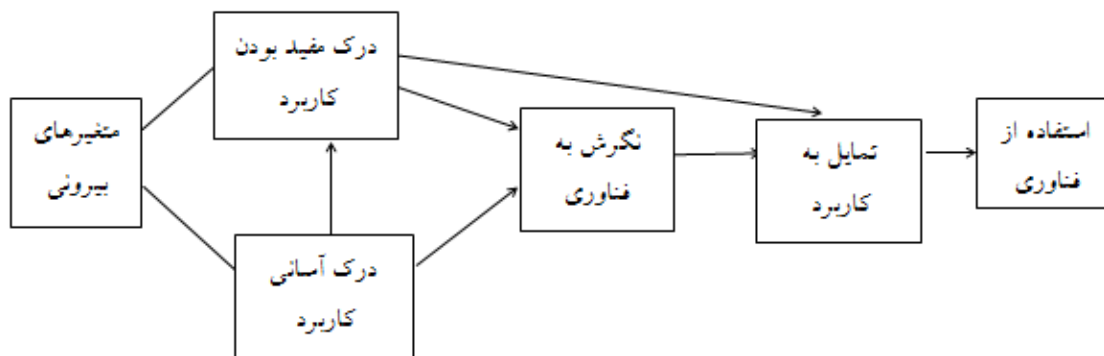 درک مفید بودن
کاربرد
متغیرهای
بیرونی
نگرش به
فناوری
تمایل به
کاربرد
استفاده از
فناوری
درک آسانی
کاربرد